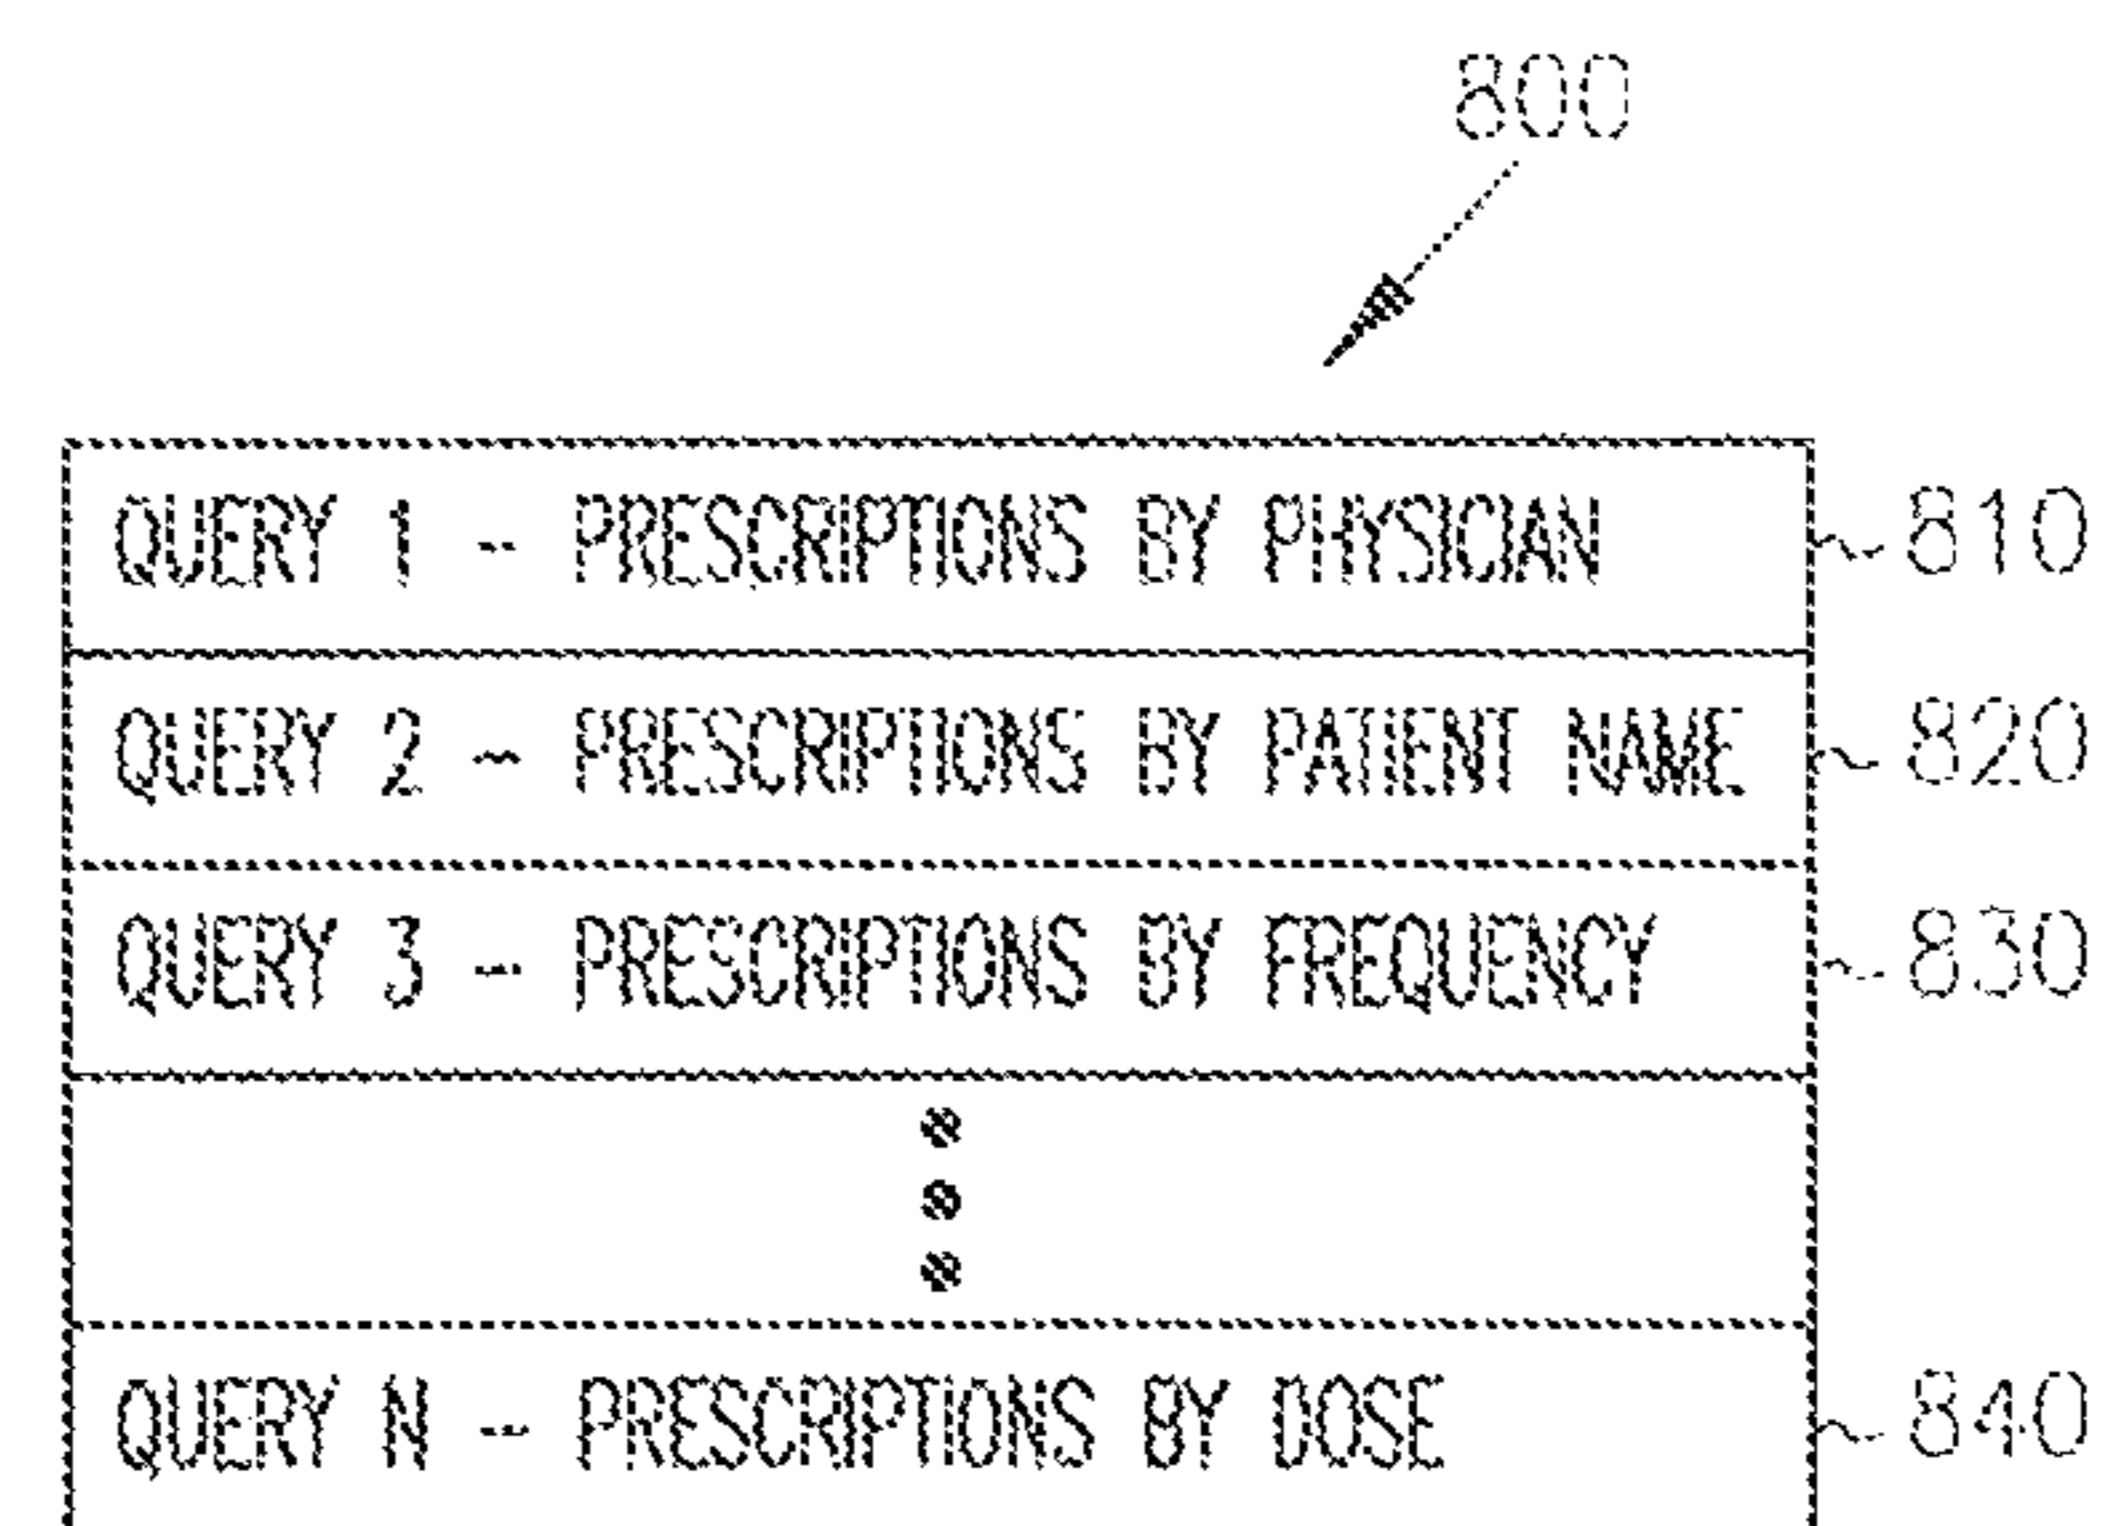 800
QUERY 1 - PRESCRIPTIONS BY PHYSICIAN 810
QUERY 2 - PRESCRIPTIONS BY PATIENT NAME 820
QUERY 3 - PRESCRIPTIONS BY FREQUENCY 830
QUERY N - PRESCRIPTIONS BY DOSE 840